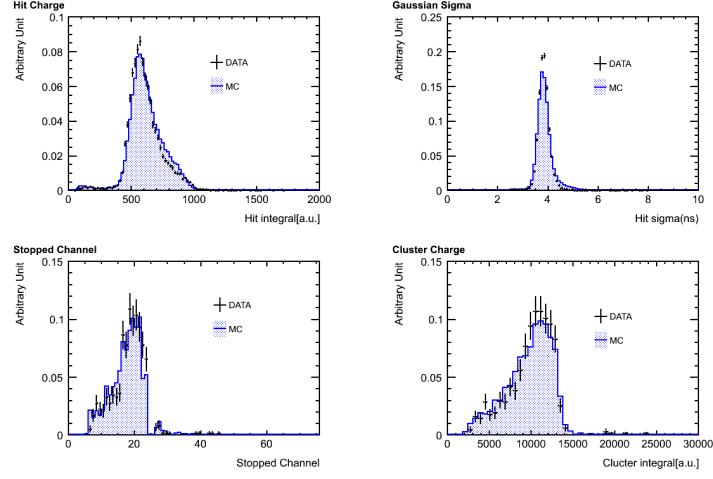 Hit Charge
Arbitrary Unit
0.1
0.08
0.06
0.04
0.02
0
DATA
MC
0 500 1000 1500 2000
Hit integral[a.u.]
Gaussian Sigma
Arbitrary Unit
0.25
0.2
0.15
0.1
0.05
0
DATA
MC
0 2 4 6 8 10
Hit sigma(ns)
Stopped Channel
Arbitrary Unit
0.15
0.1
0.05
0
DATA
MC
0 20 40 60
Stopped Channel
Cluster Charge
Arbitrary Unit
0.15
0.1
0.05
0
DATA
MC
0 5000 10000 15000 20000 25000 30000
Clucter integral[a.u.]